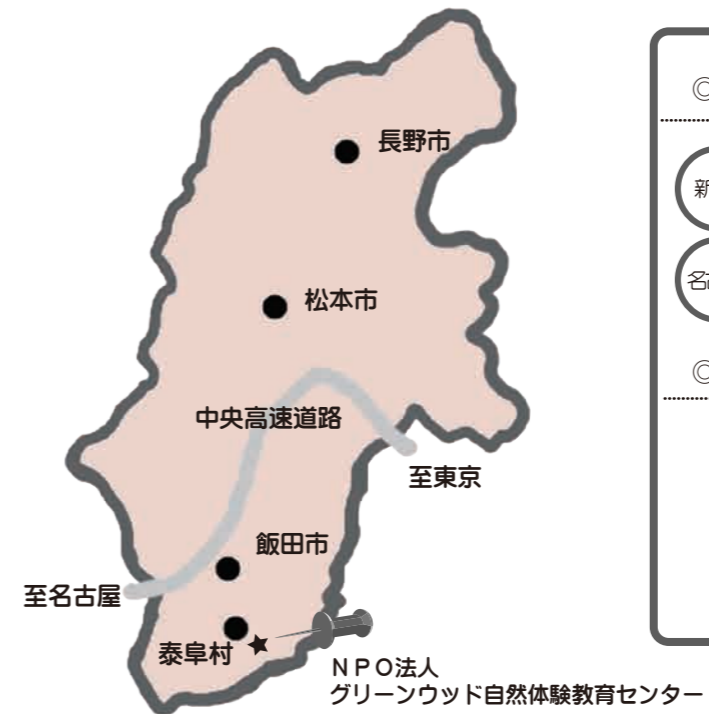 長野市
松本市
中央高速道路
至東京
飯田市
至名古屋
泰阜村
NPO法人
グリーンウッド自然体験教育センター
◎
新
◎